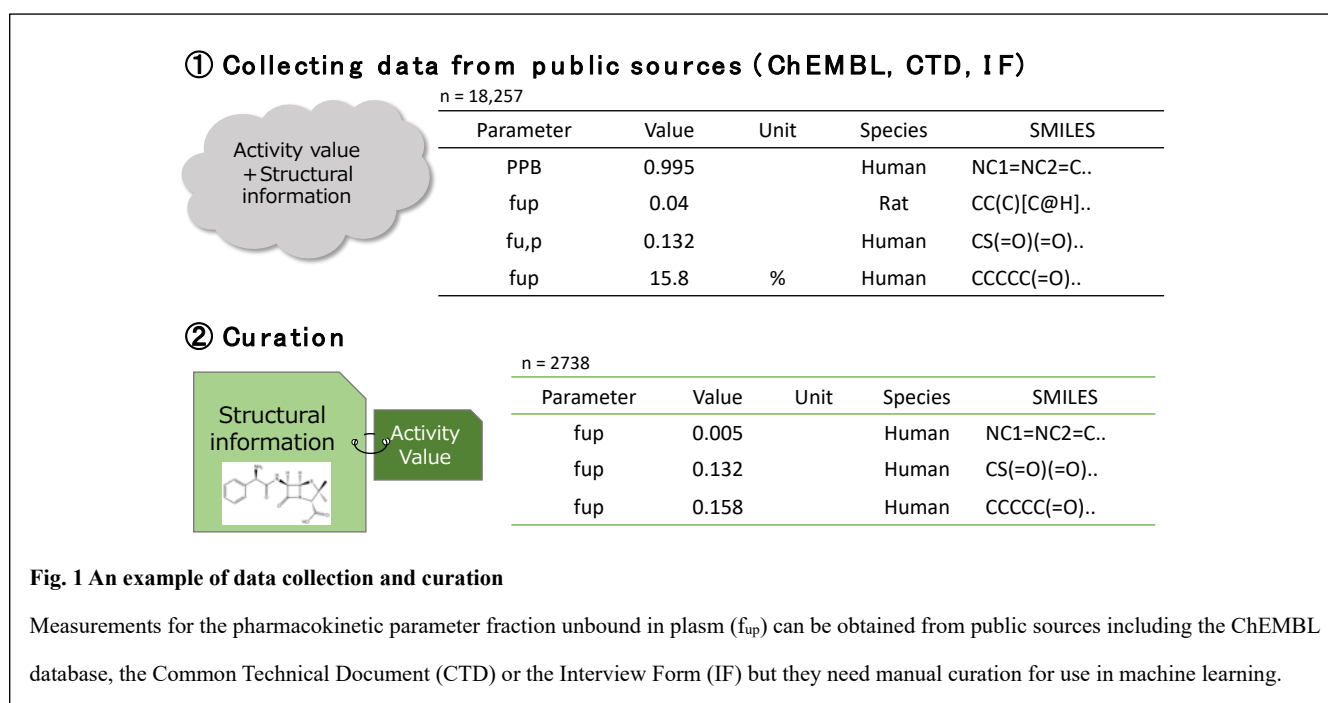 ① Collecting data from public sources (ChEMBL, CTD, IF)
n = 18,257
Activity value
+Structural
information
Parameter Value Unit Species SMILES
PPB 0.995 Human NC1=NC2=C..
fup 0.04 Rat CC(C)[C@H]..
fu,p 0.132 Human CS(=O)(=O)..
fup 15.8 % Human CCCCC(=O)..
② Curation
n = 2738
Structural
information
Activity
Value
Parameter Value Unit Species SMILES
fup 0.005 Human NC1=NC2=C..
fup 0.132 Human CS(=O)(=O)..
fup 0.158 Human CCCCC(=O)..
Fig. 1 An example of data collection and curation
Measurements for the pharmacokinetic parameter fraction unbound in plasm (fup) can be obtained from public sources including the ChEMBL
database, the Common Technical Document (CTD) or the Interview Form (IF) but they need manual curation for use in machine learning.